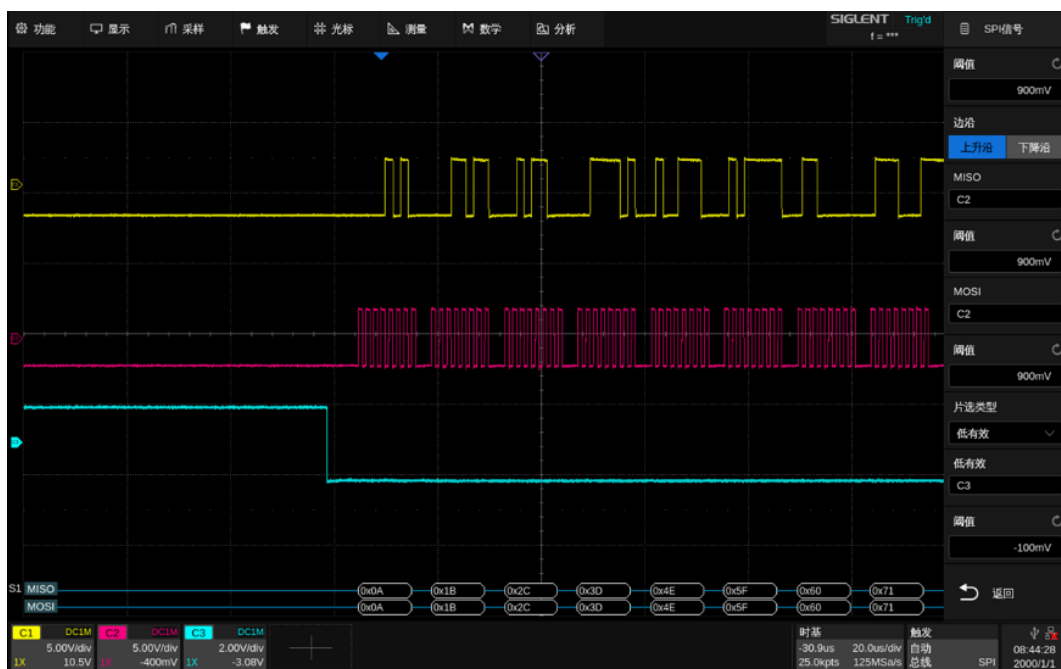 功能 显示 采样 触发 光标 测量 数学 分析 SIGLENT Trig'd
f = ***
SPI信号
阈值
900mV
边沿
上升沿 下降沿
MISO
C2
阈值
900mV
MOSI
C2
阈值
900mV
片选类型
低有效
低有效
C3
阈值
-100mV
返回
S1 MISO 0x0A 0x1B 0x2C 0x3D 0x4E 0x5F 0x60 0x71
MOSI 0x0A 0x1B 0x2C 0x3D 0x4E 0x5F 0x60 0x71
C1 DC1M C2 DC1M C3 DC1M 时基 触发
5.00V/div 5.00V/div 2.00V/div -30.9us 20.0us/div 自动 08:44:28
1X 10.5V 1X -400mV 1X -3.08V 25.0kpts 125MSa/s 总线 SPI 2000/1/1